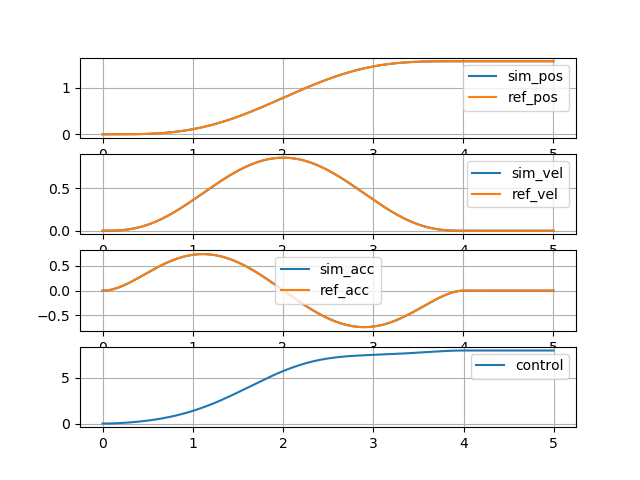 1
0
sim_pos
ref_pos
0 1 2 3 4 5
0.5
0.0
sim_vel
ref_vel
0 1 2 3 4 5
0.5
0.0
−0.5
sim_acc
ref_acc
0 1 2 3 4 5
5
0
control
0 1 2 3 4 5